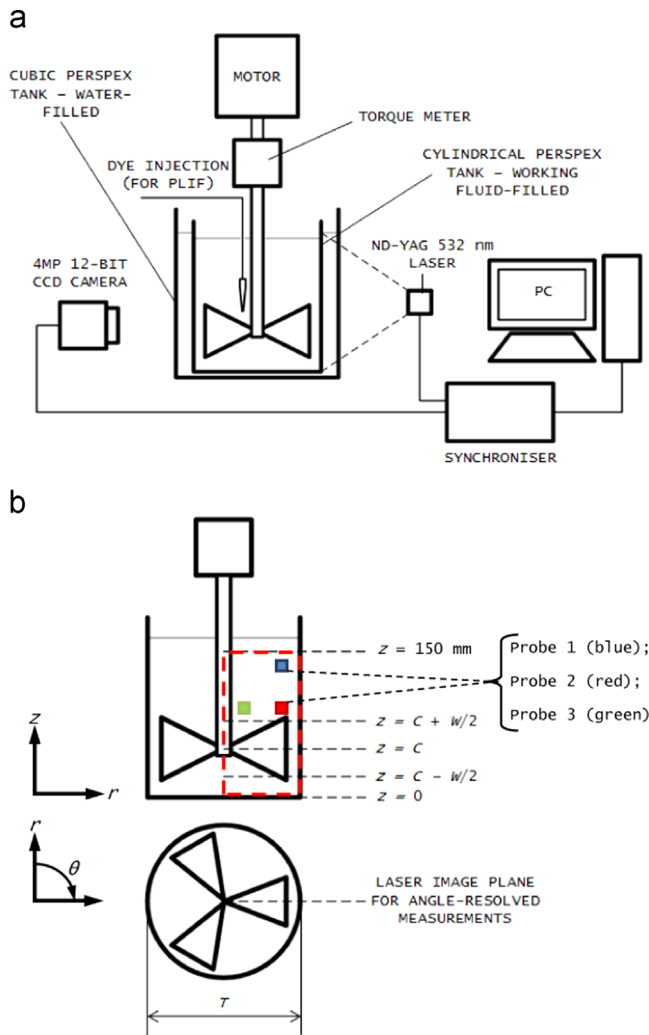 a
MOTOR
CUBIC PERSPEX
TANK – WATER-
FILLED
TORQUE METER
DYE INJECTION
(FOR PLIF)
CYLINDRICAL PERSPEX
TANK – WORKING
FLUID-FILLED
4MP 12-BIT
CCD CAMERA
ND-YAG 532 nm
LASER
PC
SYNCHRONISER
b
z = 150 mm
Probe 1 (blue);
Probe 2 (red);
Probe 3 (green)
z = C + W/2
z = C
z = C – W/2
z = 0
z
r
r
θ
LASER IMAGE PLANE
FOR ANGLE-RESOLVED
MEASUREMENTS
T